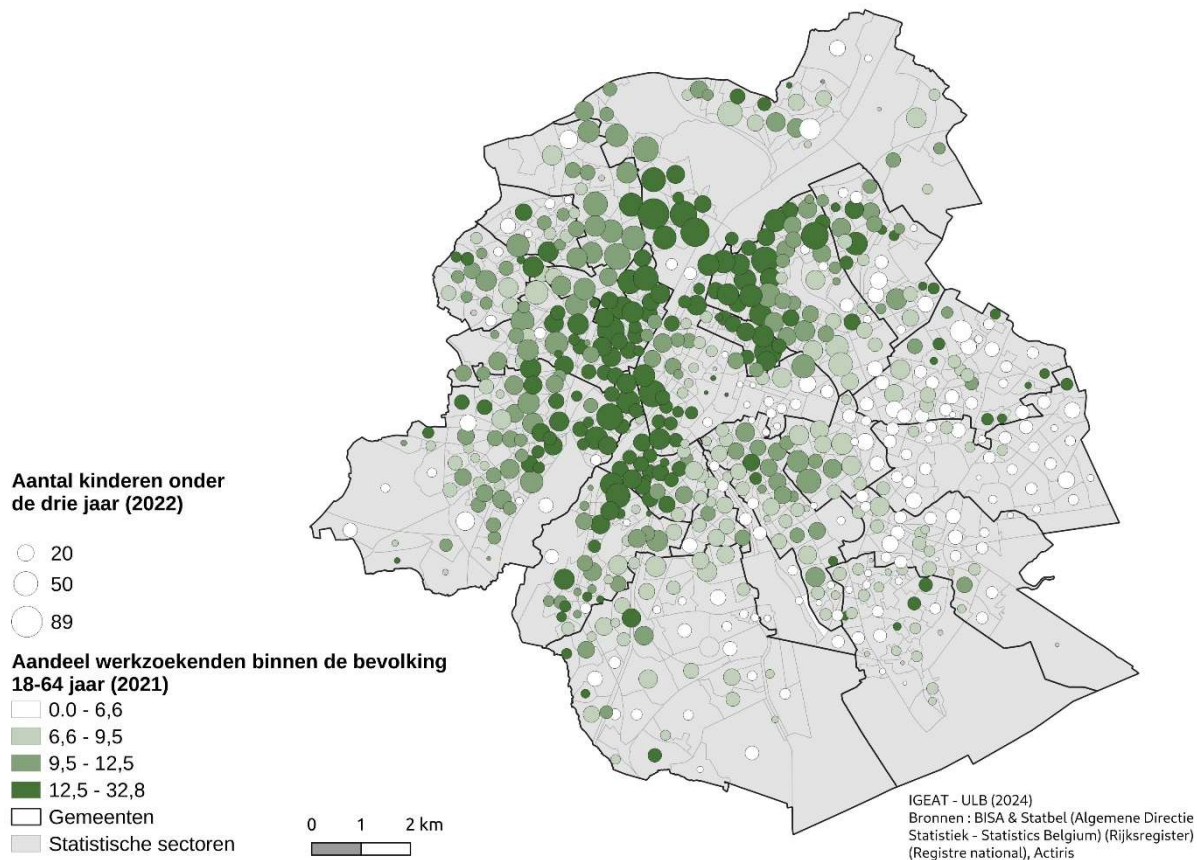 Aantal kinderen onder
de drie jaar (2022)
20
50
89
Aandeel werkzoekenden binnen de bevolking
18-64 jaar (2021)
0.0 - 6,6
6,6 - 9,5
9,5 - 12,5
12,5 - 32,8
Gemeenten
Statistische sectoren
0 1 2 km
IGEAT - ULB (2024)
Bronnen : BISA & Statbel (Algemene Directie
Statistiek - Statistics Belgium) (Rijksregister)
(Registre national), Actiris